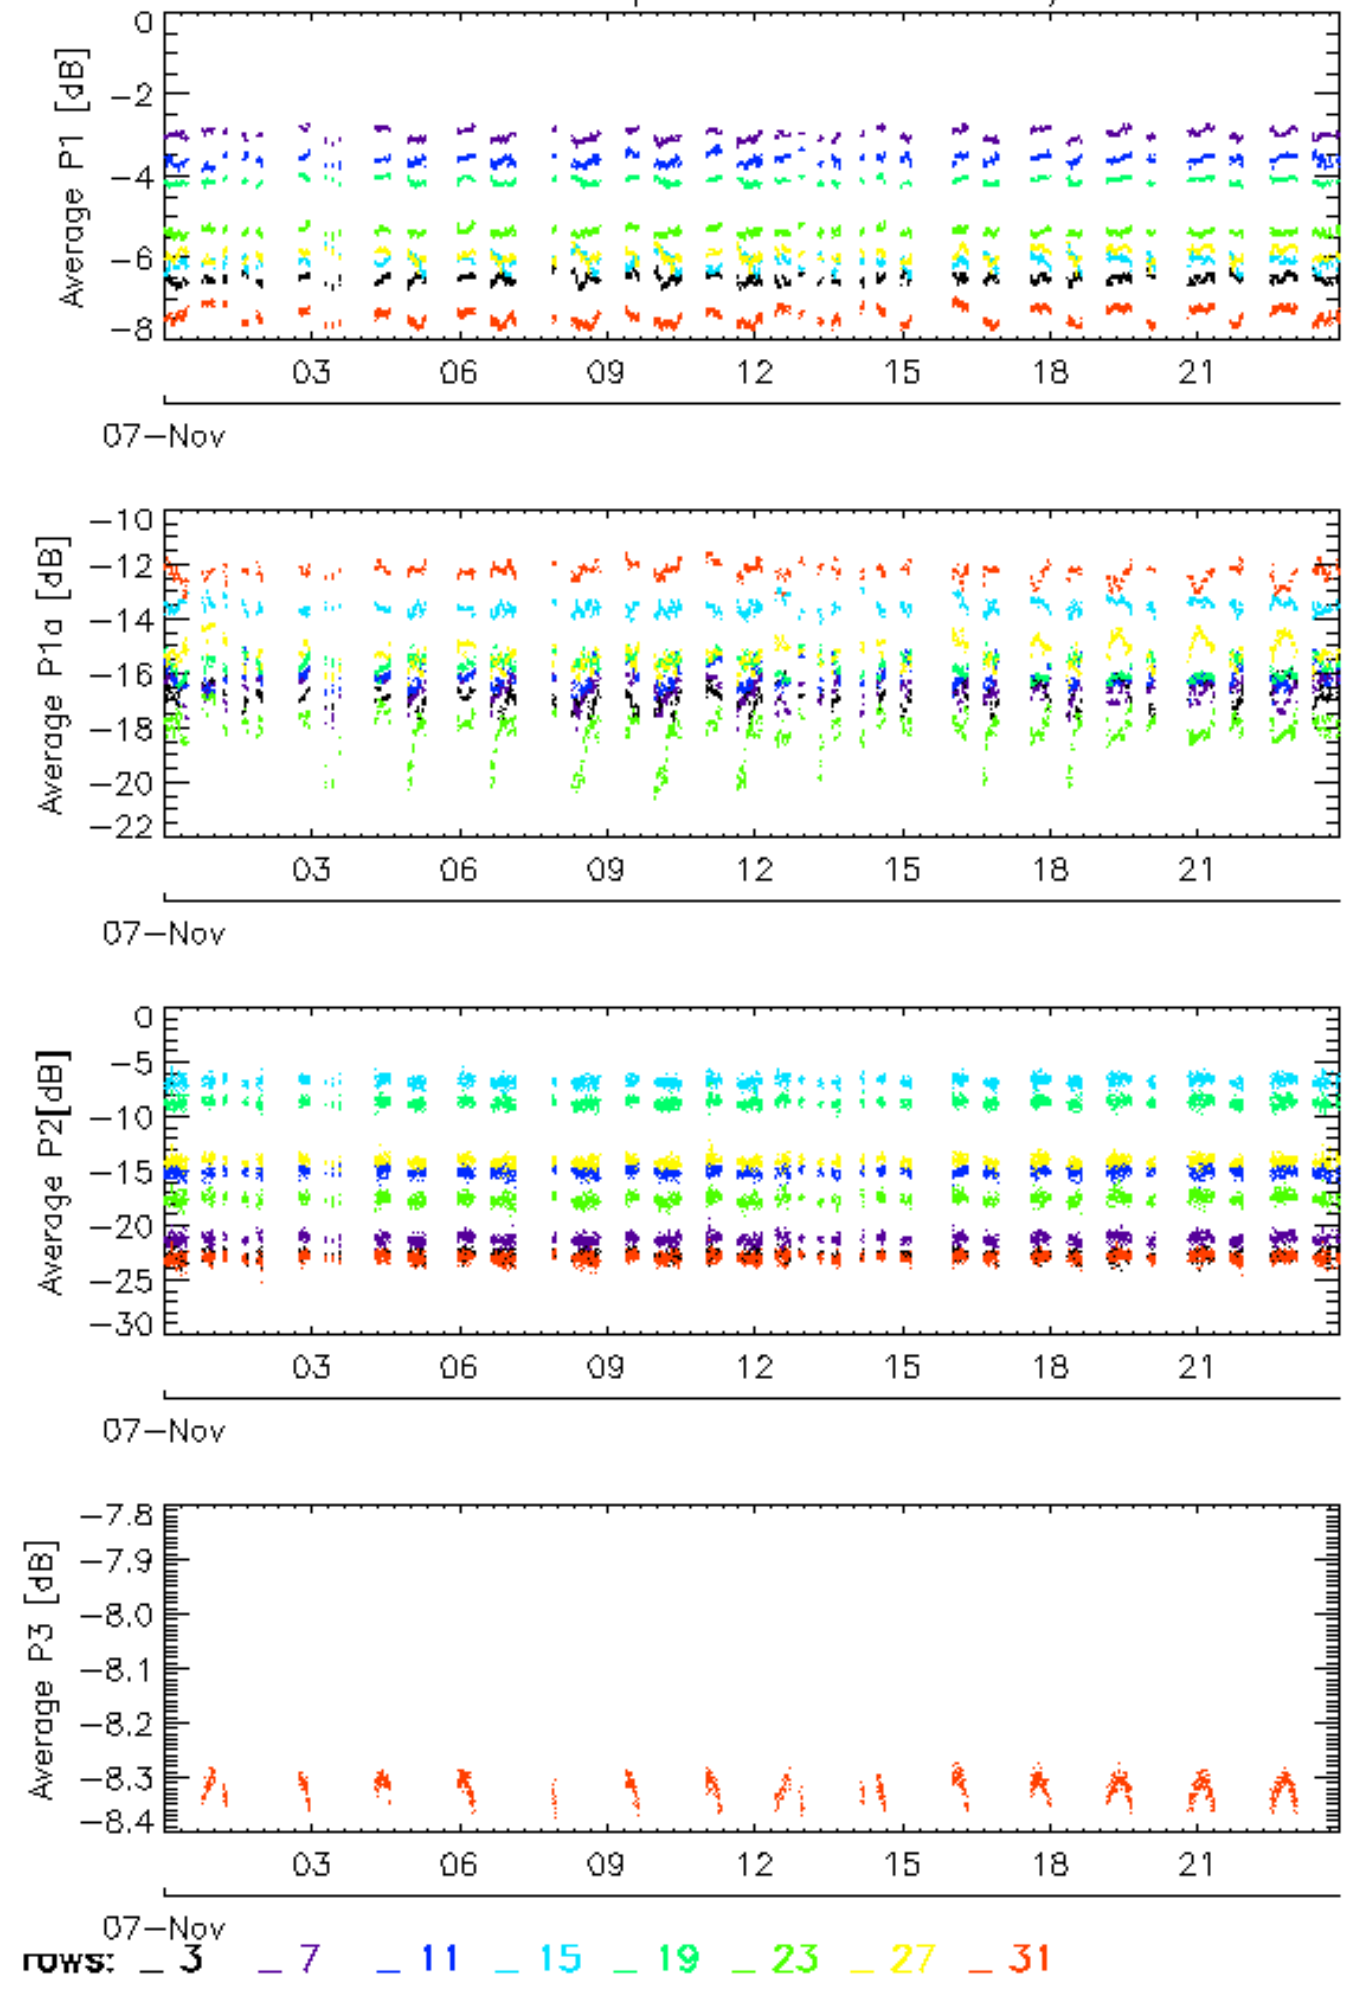 0
-2
-4
-6
-8
Average P1 [dB]
03 06 09 12 15 18 21
07-Nov
-10
-12
-14
-16
-18
-20
-22
Average P1a [dB]
03 06 09 12 15 18 21
07-Nov
0
-5
-10
-15
-20
-25
-30
Average P2[dB]
03 06 09 12 15 18 21
07-Nov
-7.8
-7.9
-8.0
-8.1
-8.2
-8.3
-8.4
Average P3 [dB]
03 06 09 12 15 18 21
07-Nov
rows: _ 3 _ 7 _ 11 _ 15 _ 19 _ 23 _ 27 _ 31